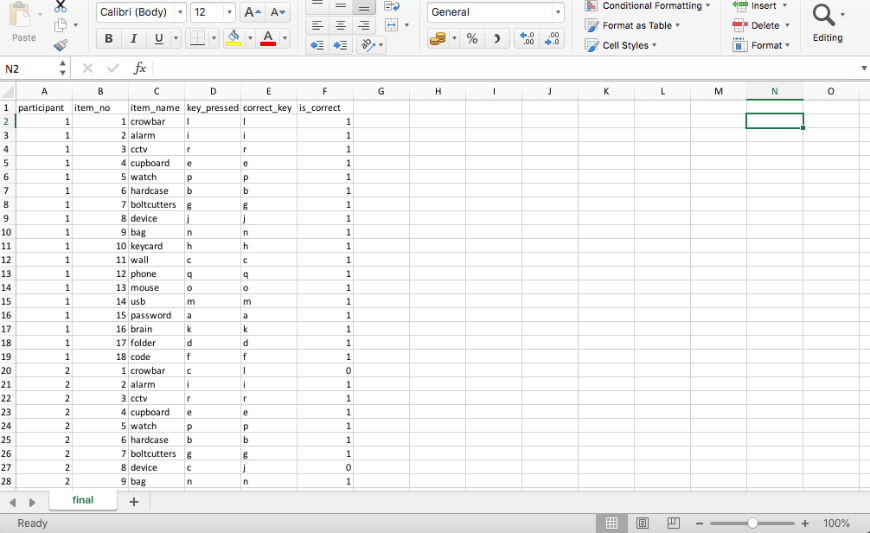 Calibri (Body) 12 A A General Conditional Formatting Insert
Paste Format as Table Delete
B I U A % Cell Styles Format Editing
N2 fx
A B C D E F G H I J K L M N O
1 participant item_no item_name key_pressed correct_key is_correct
2 1 1 crowbar l l 1
3 1 2 alarm i i 1
4 1 3 cctv r r 1
5 1 4 cupboard e e 1
6 1 5 watch p p 1
7 1 6 hardcase b b 1
8 1 7 boltcutters g g 1
9 1 8 device j j 1
10 1 9 bag n n 1
11 1 10 keycard h h 1
12 1 11 wall c c 1
13 1 12 phone q q 1
14 1 13 mouse o o 1
15 1 14 usb m m 1
16 1 15 password a a 1
17 1 16 brain k k 1
18 1 17 folder d d 1
19 1 18 code f f 1
20 2 1 crowbar c l 0
21 2 2 alarm i i 1
22 2 3 cctv r r 1
23 2 4 cupboard e e 1
24 2 5 watch p p 1
25 2 6 hardcase b b 1
26 2 7 boltcutters g g 1
27 2 8 device c j 0
28 2 9 bag n n 1
final +
Ready 100%